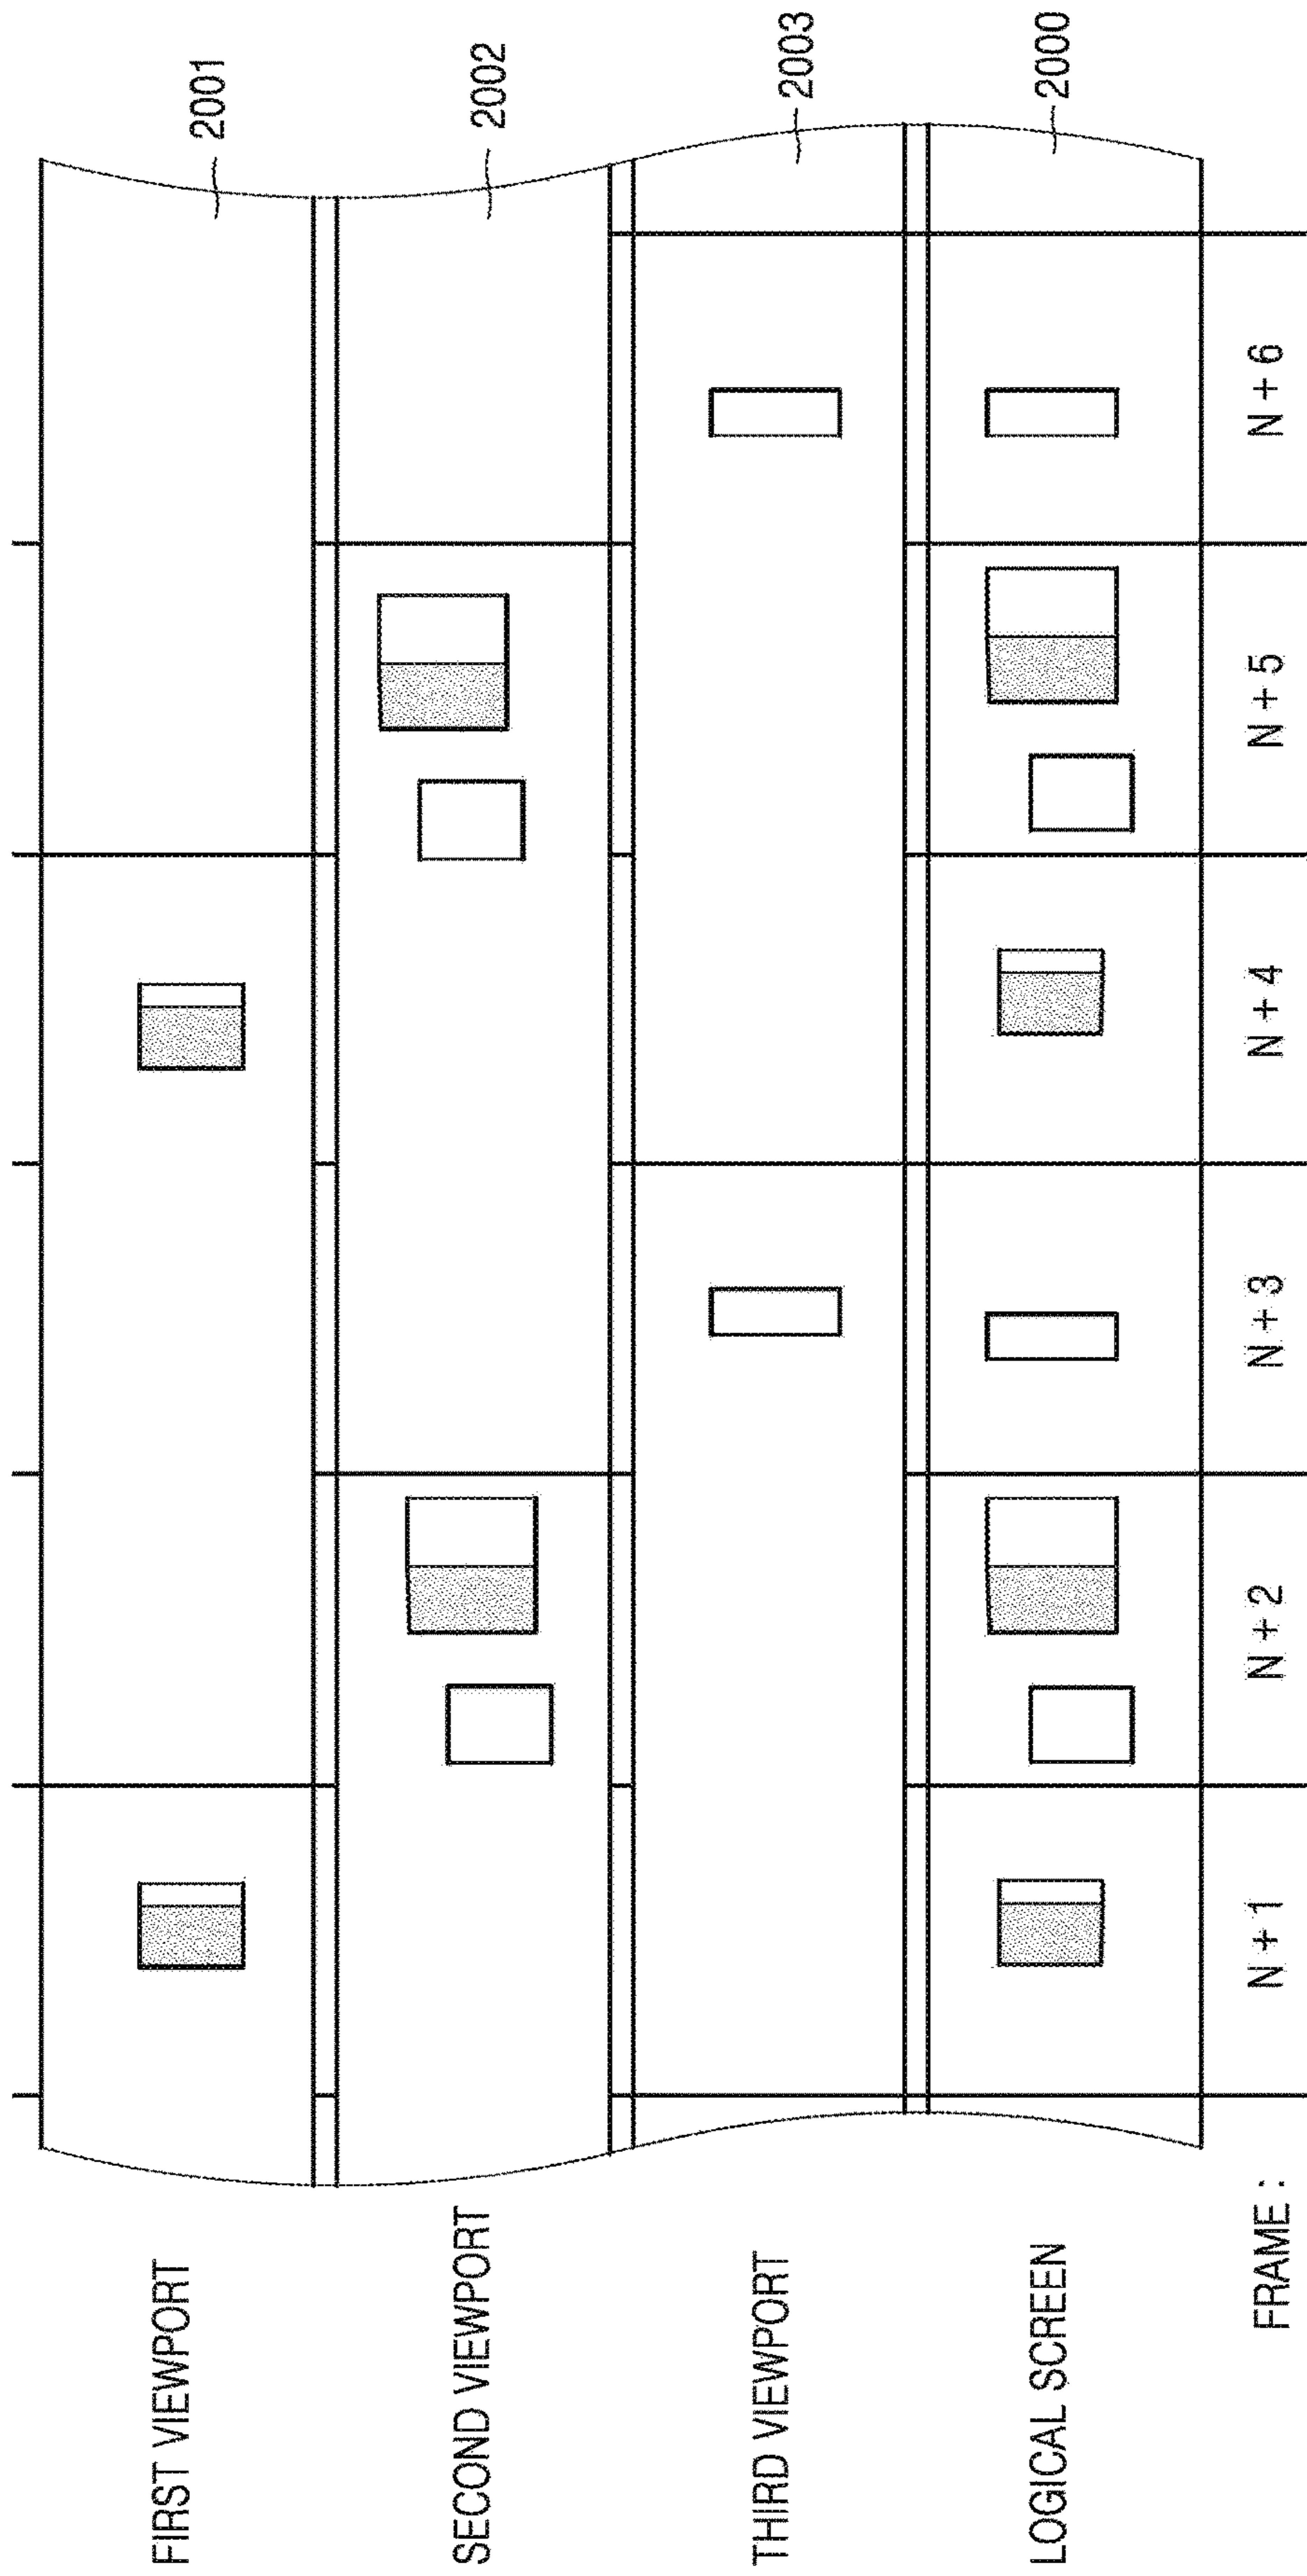 FIRST VIEWPORT
2001
SECOND VIEWPORT
2002
THIRD VIEWPORT
2003
LOGICAL SCREEN
2000
FRAME : N + 1 N + 2 N + 3 N + 4 N + 5 N + 6